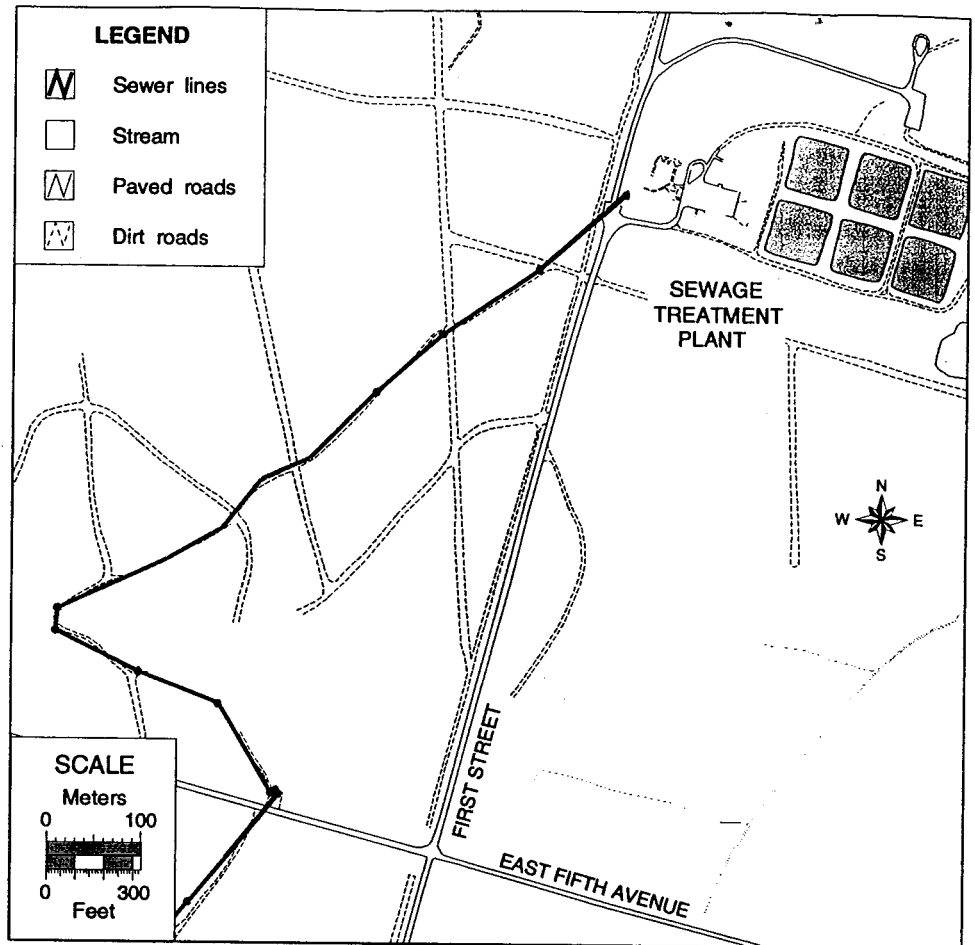 LEGEND
Sewer lines
Stream
Paved roads
Dirt roads
SEWAGE
TREATMENT
PLANT
N
W E
S
FIRST STREET
EAST FIFTH AVENUE
SCALE
Meters
0 100
0 300
Feet